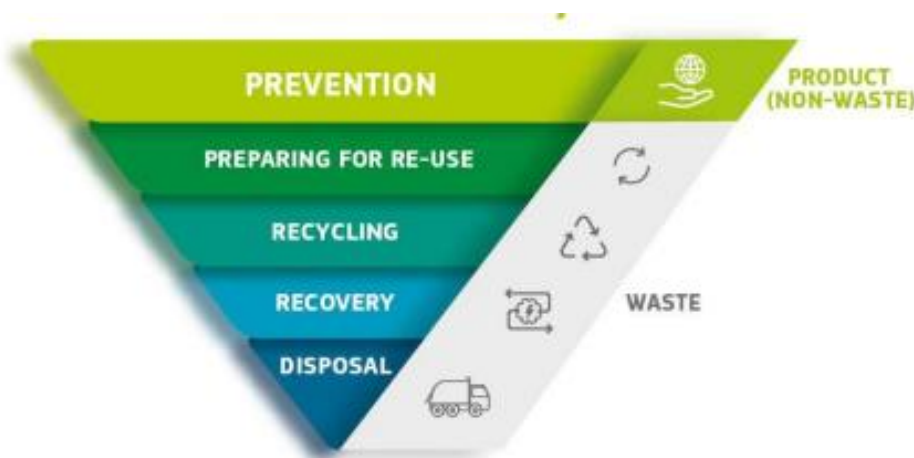 PREVENTION
PRODUCT
(NON-WASTE)
PREPARING FOR RE-USE
RECYCLING
RECOVERY
WASTE
DISPOSAL